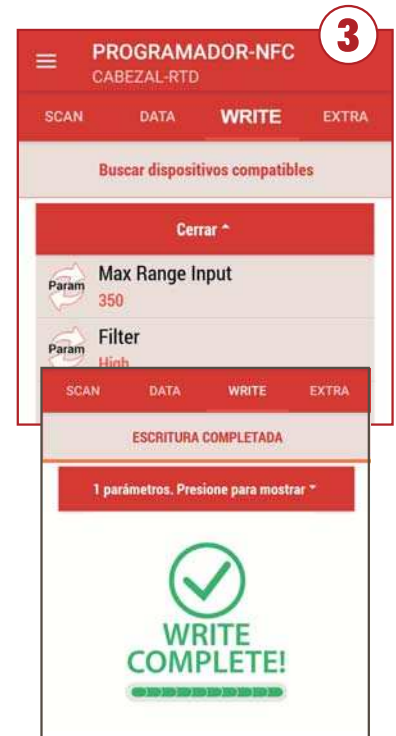 3
PROGRAMADOR-NFC
CABEZAL-RTD
SCAN DATA WRITE EXTRA
Buscar dispositivos compatibles
Cerrar ^
Param Max Range Input
350
Param Filter
High
SCAN DATA WRITE EXTRA
ESCRITURA COMPLETADA
1 parámetros. Presione para mostrar
WRITE
COMPLETE!